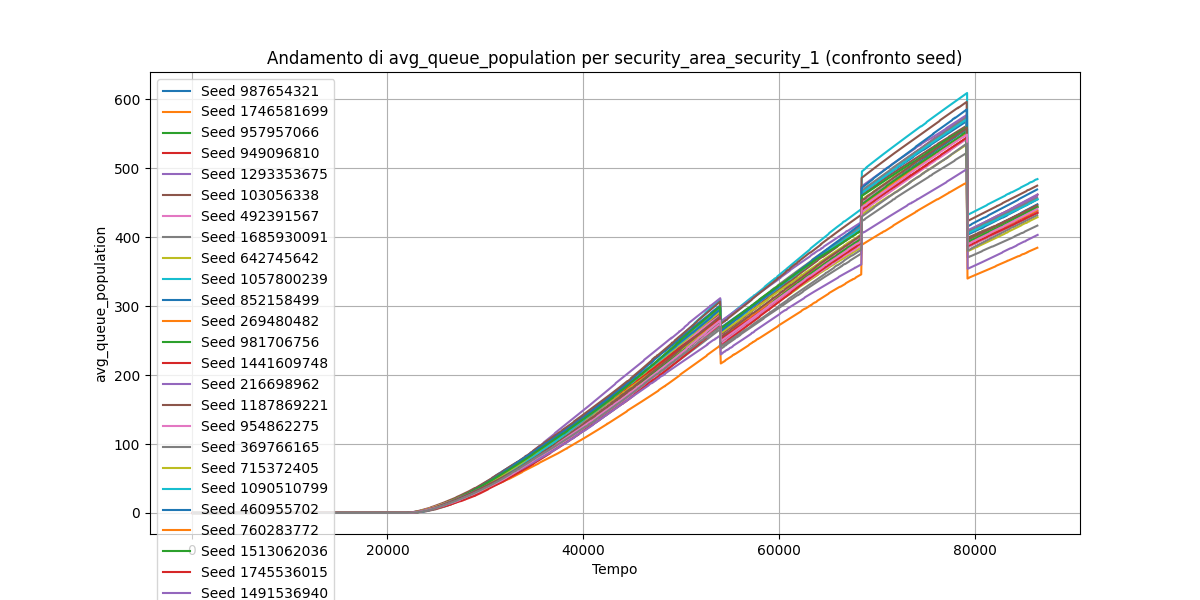 Andamento di avg_queue_population per security_area_security_1 (confronto seed)
600
500
400
300
200
100
0
avg_queue_population
Seed 987654321
Seed 1746581699
Seed 957957066
Seed 949096810
Seed 1293353675
Seed 103056338
Seed 492391567
Seed 1685930091
Seed 642745642
Seed 1057800239
Seed 852158499
Seed 269480482
Seed 981706756
Seed 1441609748
Seed 216698962
Seed 1187869221
Seed 954862275
Seed 369766165
Seed 715372405
Seed 1090510799
Seed 460955702
Seed 760283772
Seed 1513062036
Seed 1745536015
Seed 1491536940
0 20000 40000 60000 80000
Tempo